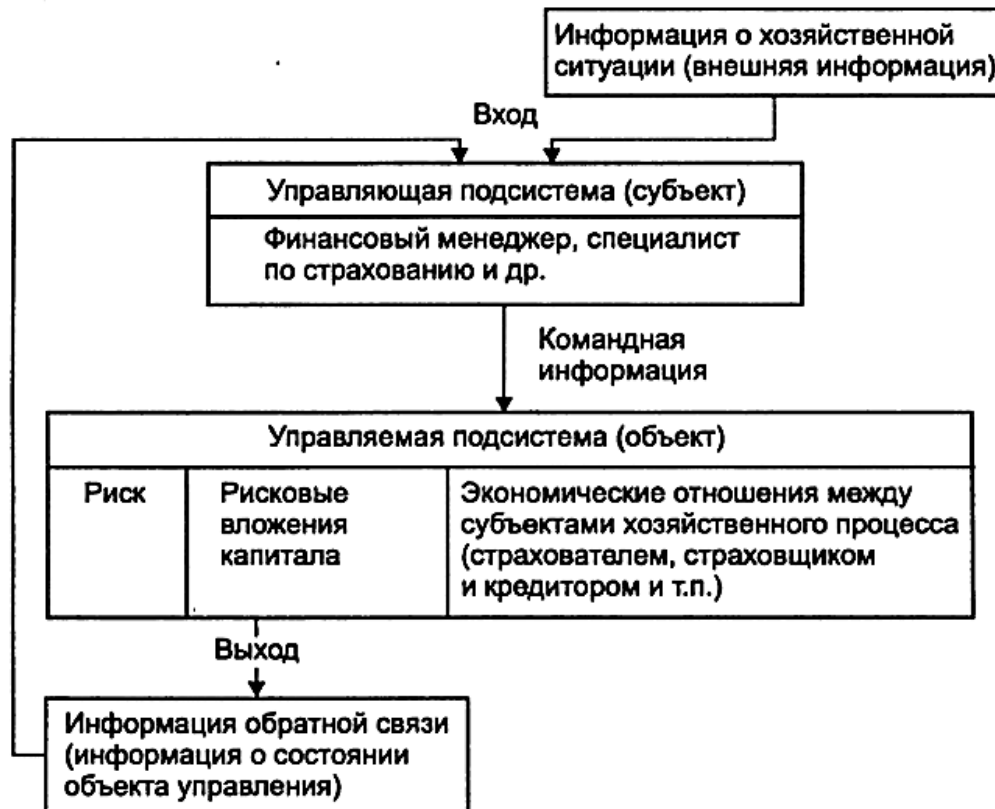 Информация о хозяйственной
ситуации (внешняя информация)
Вход
Управляющая подсистема (субъект)
Финансовый менеджер, специалист
по страхованию и др.
Командная
информация
Управляемая подсистема (объект)
Риск
Рисковые
вложения
капитала
Экономические отношения между
субъектами хозяйственного процесса
(страхователем, страховщиком
и кредитором и т.п.)
Выход
Информация обратной связи
(информация о состоянии
объекта управления)